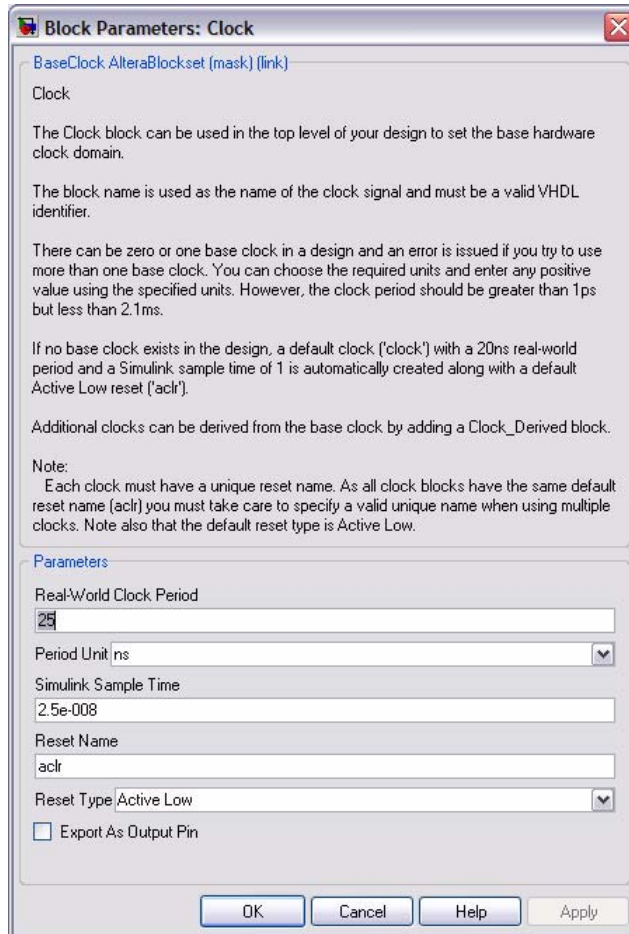 Block Parameters: Clock
BaseClock AlteraBlockset (mask) (link)
Clock
The Clock block can be used in the top level of your design to set the base hardware
clock domain.
The block name is used as the name of the clock signal and must be a valid VHDL
identifier.
There can be zero or one base clock in a design and an error is issued if you try to use
more than one base clock. You can choose the required units and enter any positive
value using the specified units. However, the clock period should be greater than 1ps
but less than 2.1ms.
If no base clock exists in the design, a default clock ('clock') with a 20ns real-world
period and a Simulink sample time of 1 is automatically created along with a default
Active Low reset ('aclr').
Additional clocks can be derived from the base clock by adding a Clock_Derived block.
Note:
Each clock must have a unique reset name. As all clock blocks have the same default
reset name (aclr) you must take care to specify a valid unique name when using multiple
clocks. Note also that the default reset type is Active Low.
Parameters
Real-World Clock Period
25
Period Unit ns
Simulink Sample Time
2.5e-008
Reset Name
aclr
Reset Type Active Low
Export As Output Pin
OK Cancel Help Apply